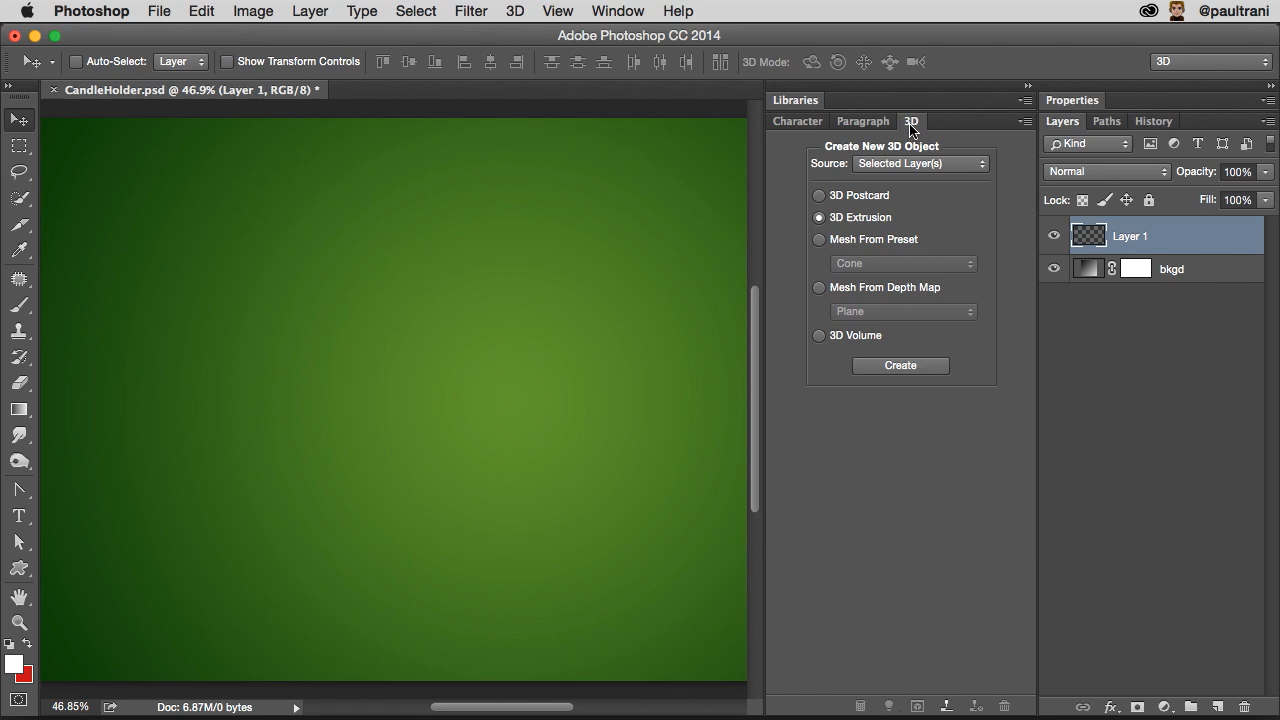 Photoshop File Edit Image Layer Type Select Filter 3D View Window Help @paultrani
Adobe Photoshop CC 2014
Auto-Select: Layer Show Transform Controls 3D Mode: 3D
CandleHolder.psd @ 46.9% (Layer 1, RGB/8) *
Libraries
Properties
Character Paragraph 3D
Layers Paths History
Create New 3D Object
Kind
Source: Selected Layer(s)
Normal Opacity: 100%
3D Postcard
Lock: Fill: 100%
3D Extrusion
Mesh From Preset
Layer 1
Cone
bkgd
Mesh From Depth Map
Plane
3D Volume
Create
T
46.85% Doc: 6.87M/0 bytes
fx